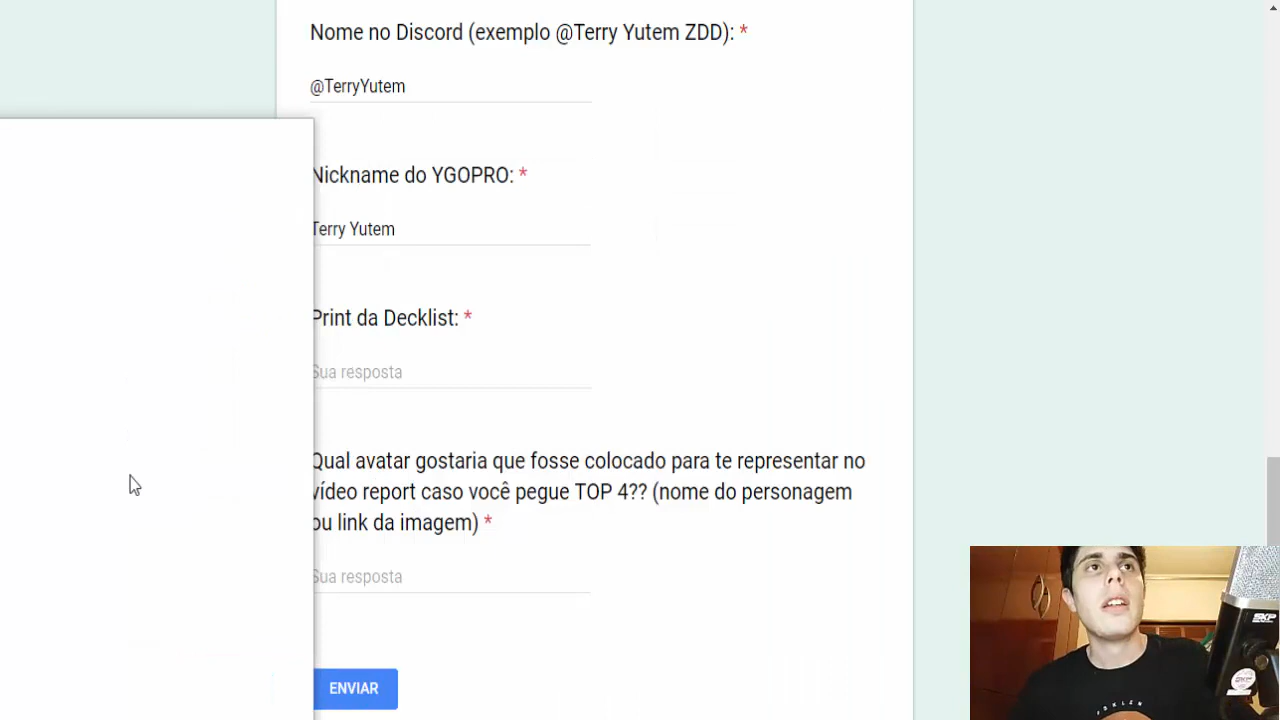 Nome no Discord (exemplo @Terry Yutem ZDD): *
@TerryYutem
Nickname do YGOPRO: *
Terry Yutem
Print da Decklist: *
Sua resposta
Qual avatar gostaria que fosse colocado para te representar no
vídeo report caso você pegue TOP 4?? (nome do personagem
ou link da imagem) *
Sua resposta
ENVIAR
SKP